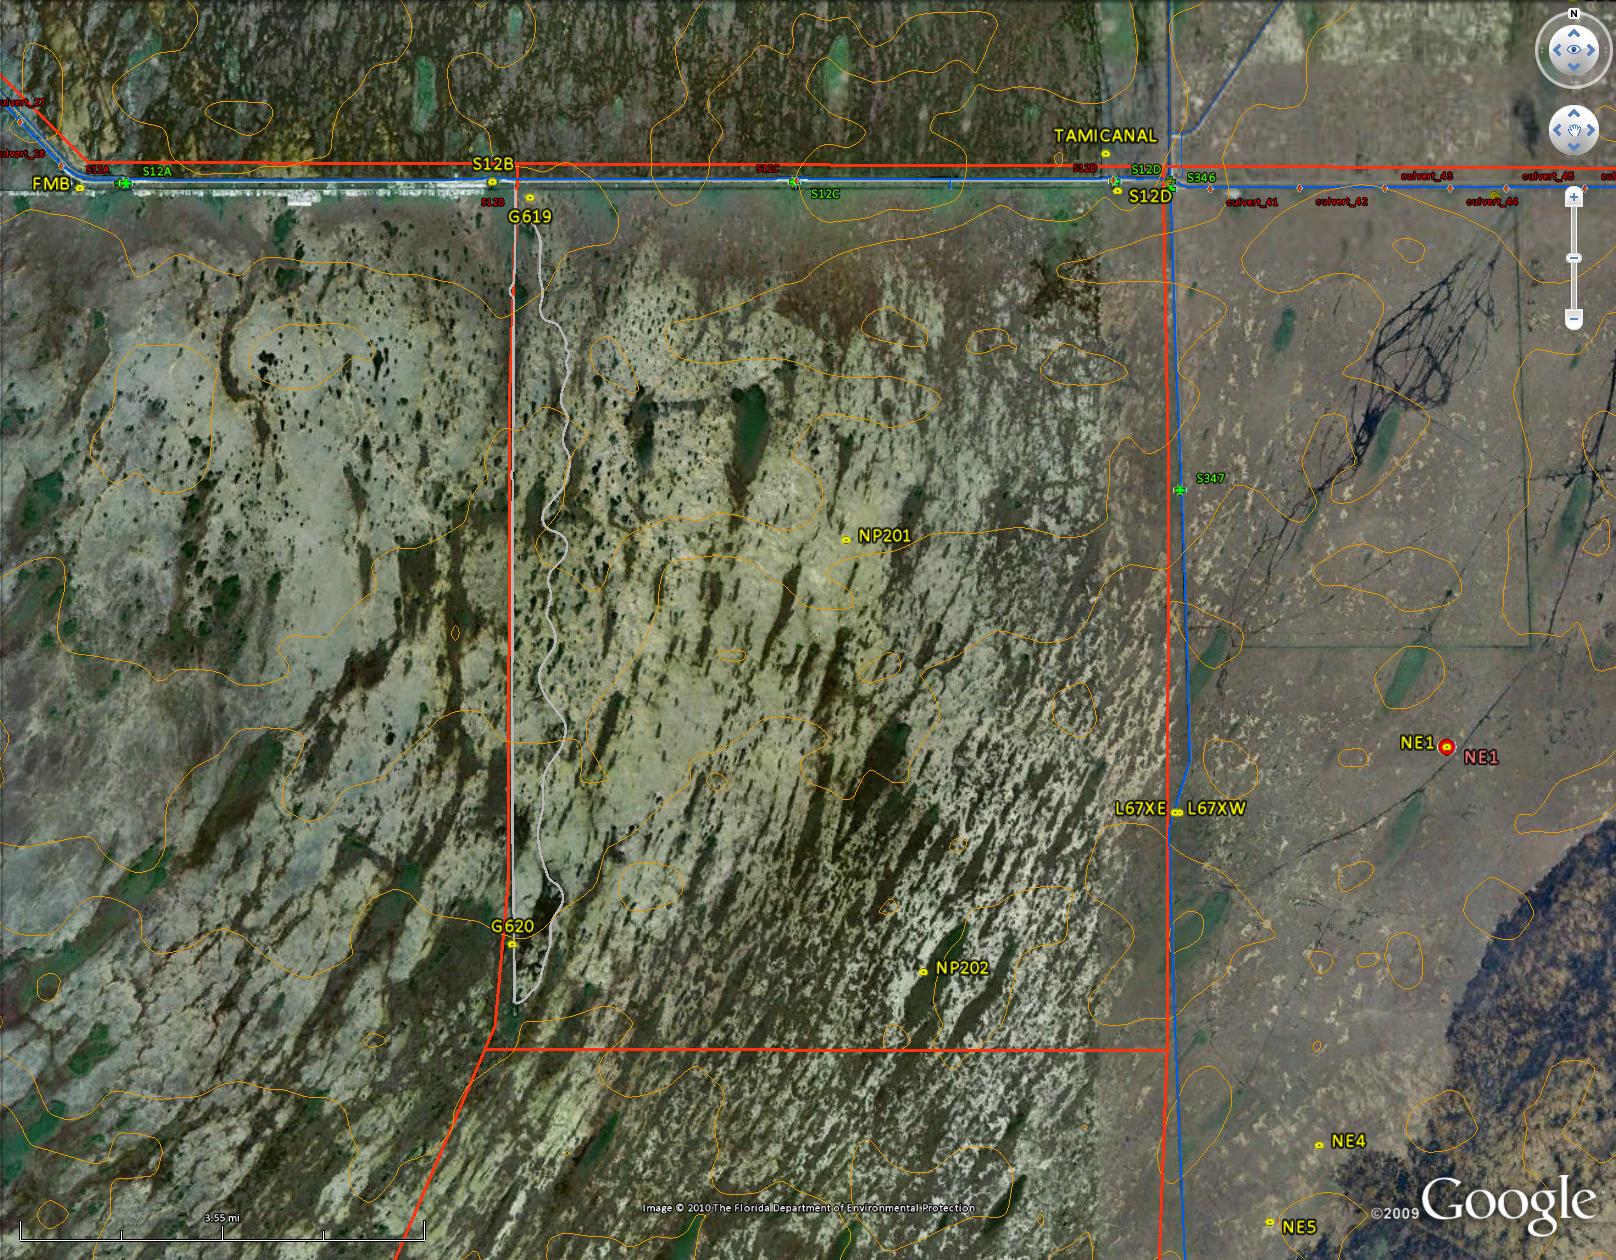 N
TAMICANAL
culvert_27
culvert_28
S12A
S12A
S12B
S12C
S12D
S12D
S346
culvert_43
culvert_45
FMB
S12B
S12C
S12D
culvert_41
culvert_42
culvert_44
G619
S347
NP201
NE1
NE1
L67XE
L67XW
G620
NP202
NE4
NE5
3.55 mi
Image © 2010 The Florida Department of Environmental Protection
©2009 Google